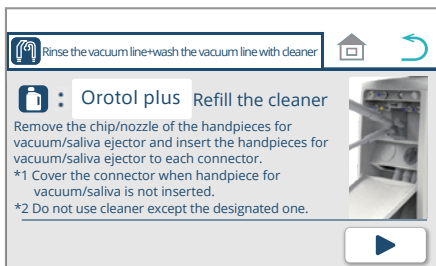 Rinse the vacuum line+wash the vacuum line with cleaner
: Orotol plus Refill the cleaner
Remove the chip/nozzle of the handpieces for
vacuum/saliva ejector and insert the handpieces for
vacuum/saliva ejector to each connector.
*1 Cover the connector when handpiece for
vacuum/saliva is not inserted.
*2 Do not use cleaner except the designated one.